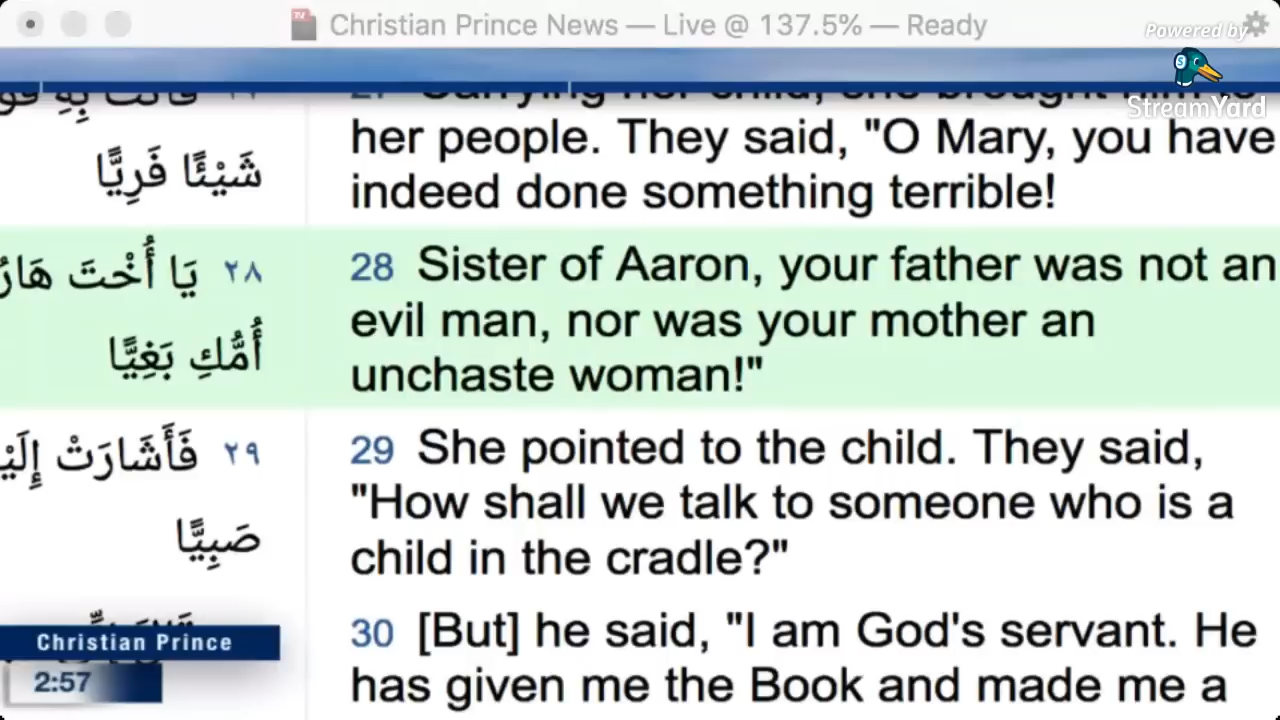 Christian Prince News — Live @ 137.5% — Ready
Powered by
StreamYard
her people. They said, "O Mary, you have
شَيْئًا فَرِيًّا
indeed done something terrible!
٢٨ يَا أُخْتَ
28 Sister of Aaron, your father was not an
evil man, nor was your mother an
أُمُّكِ بَغِيًّا
unchaste woman!"
٢٩ فَأَشَارَتْ
29 She pointed to the child. They said,
"How shall we talk to someone who is a
صَبِيًّا
child in the cradle?"
30 [But] he said, "I am God's servant. He
has given me the Book and made me a
Christian Prince
2:57